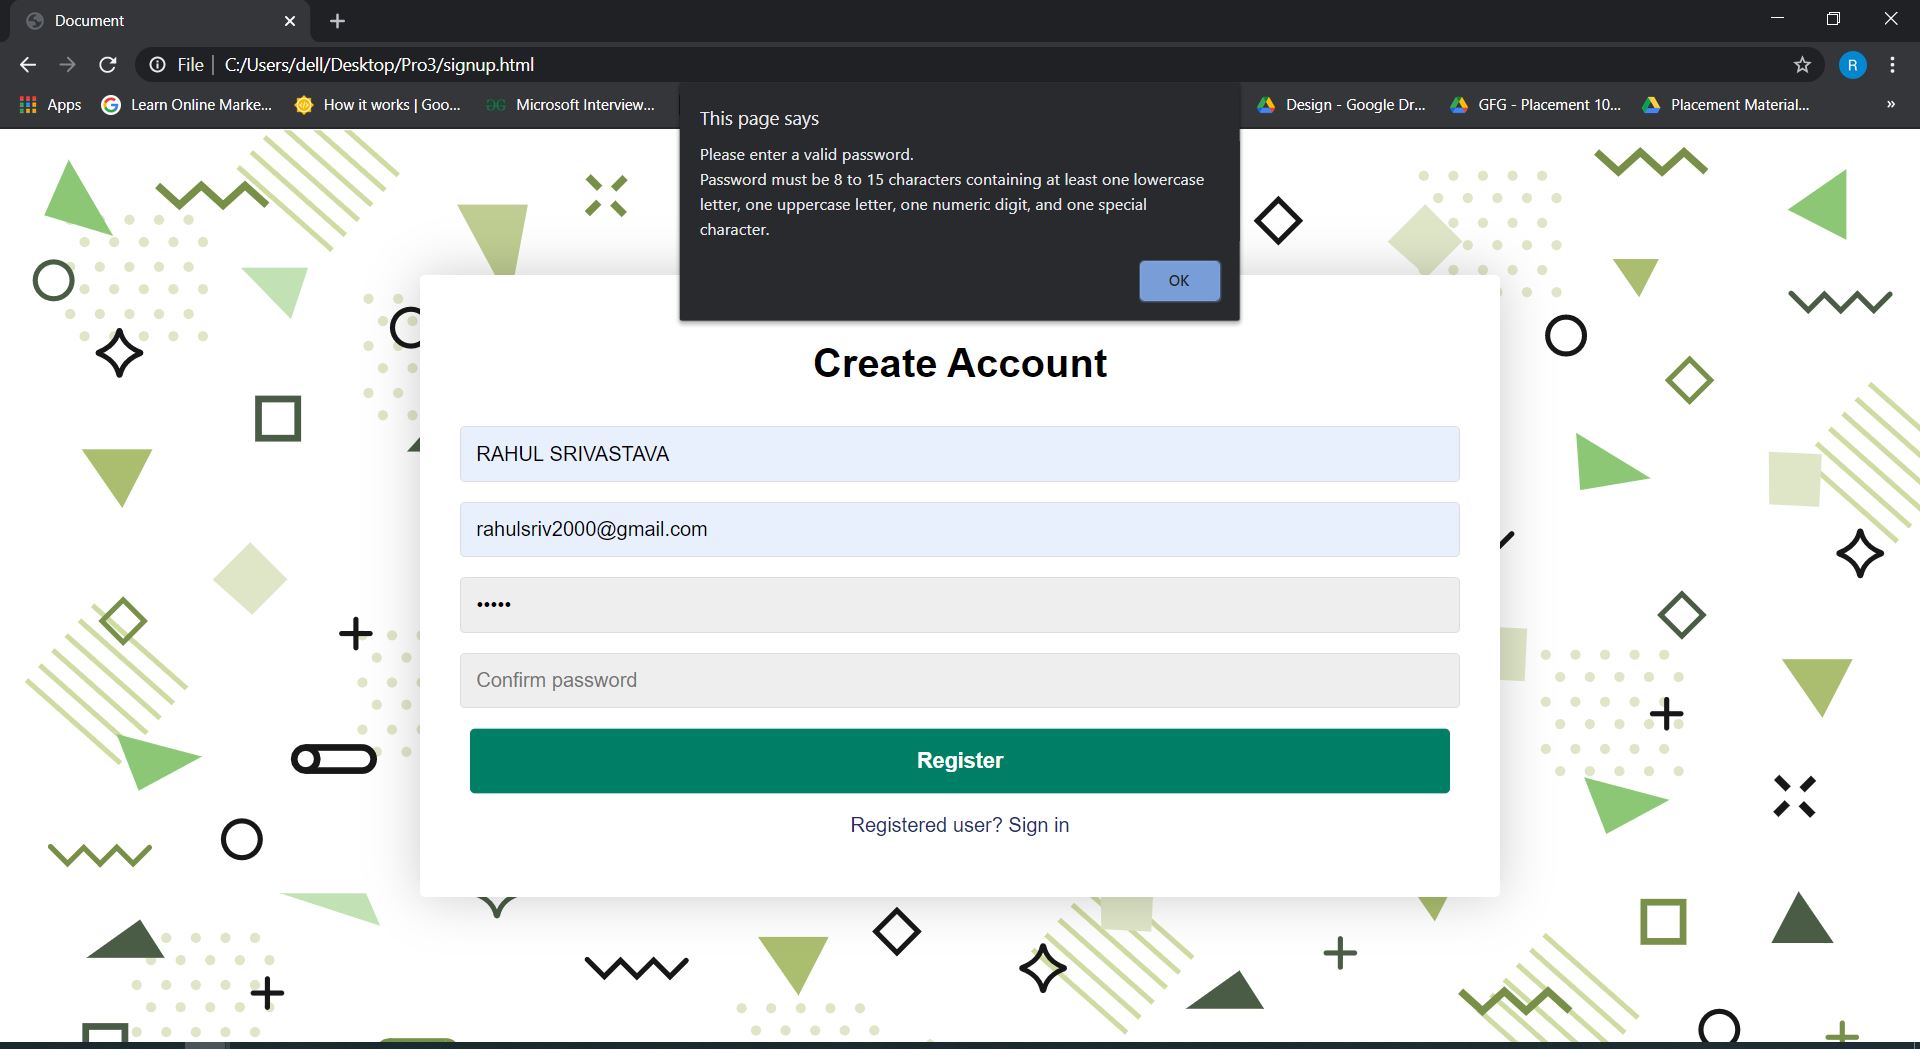 Document
File
C:/Users/dell/Desktop/Pro3/signup.html
R
Apps
Learn Online Marke...
How it works | Goo...
Microsoft Interview...
Design - Google Dr...
GFG - Placement 10...
Placement Material...
»
This page says
Please enter a valid password.
Password must be 8 to 15 characters containing at least one lowercase
letter, one uppercase letter, one numeric digit, and one special
character.
OK
Create Account
RAHUL SRIVASTAVA
rahulsriv2000@gmail.com
•••••
Confirm password
Register
Registered user? Sign in